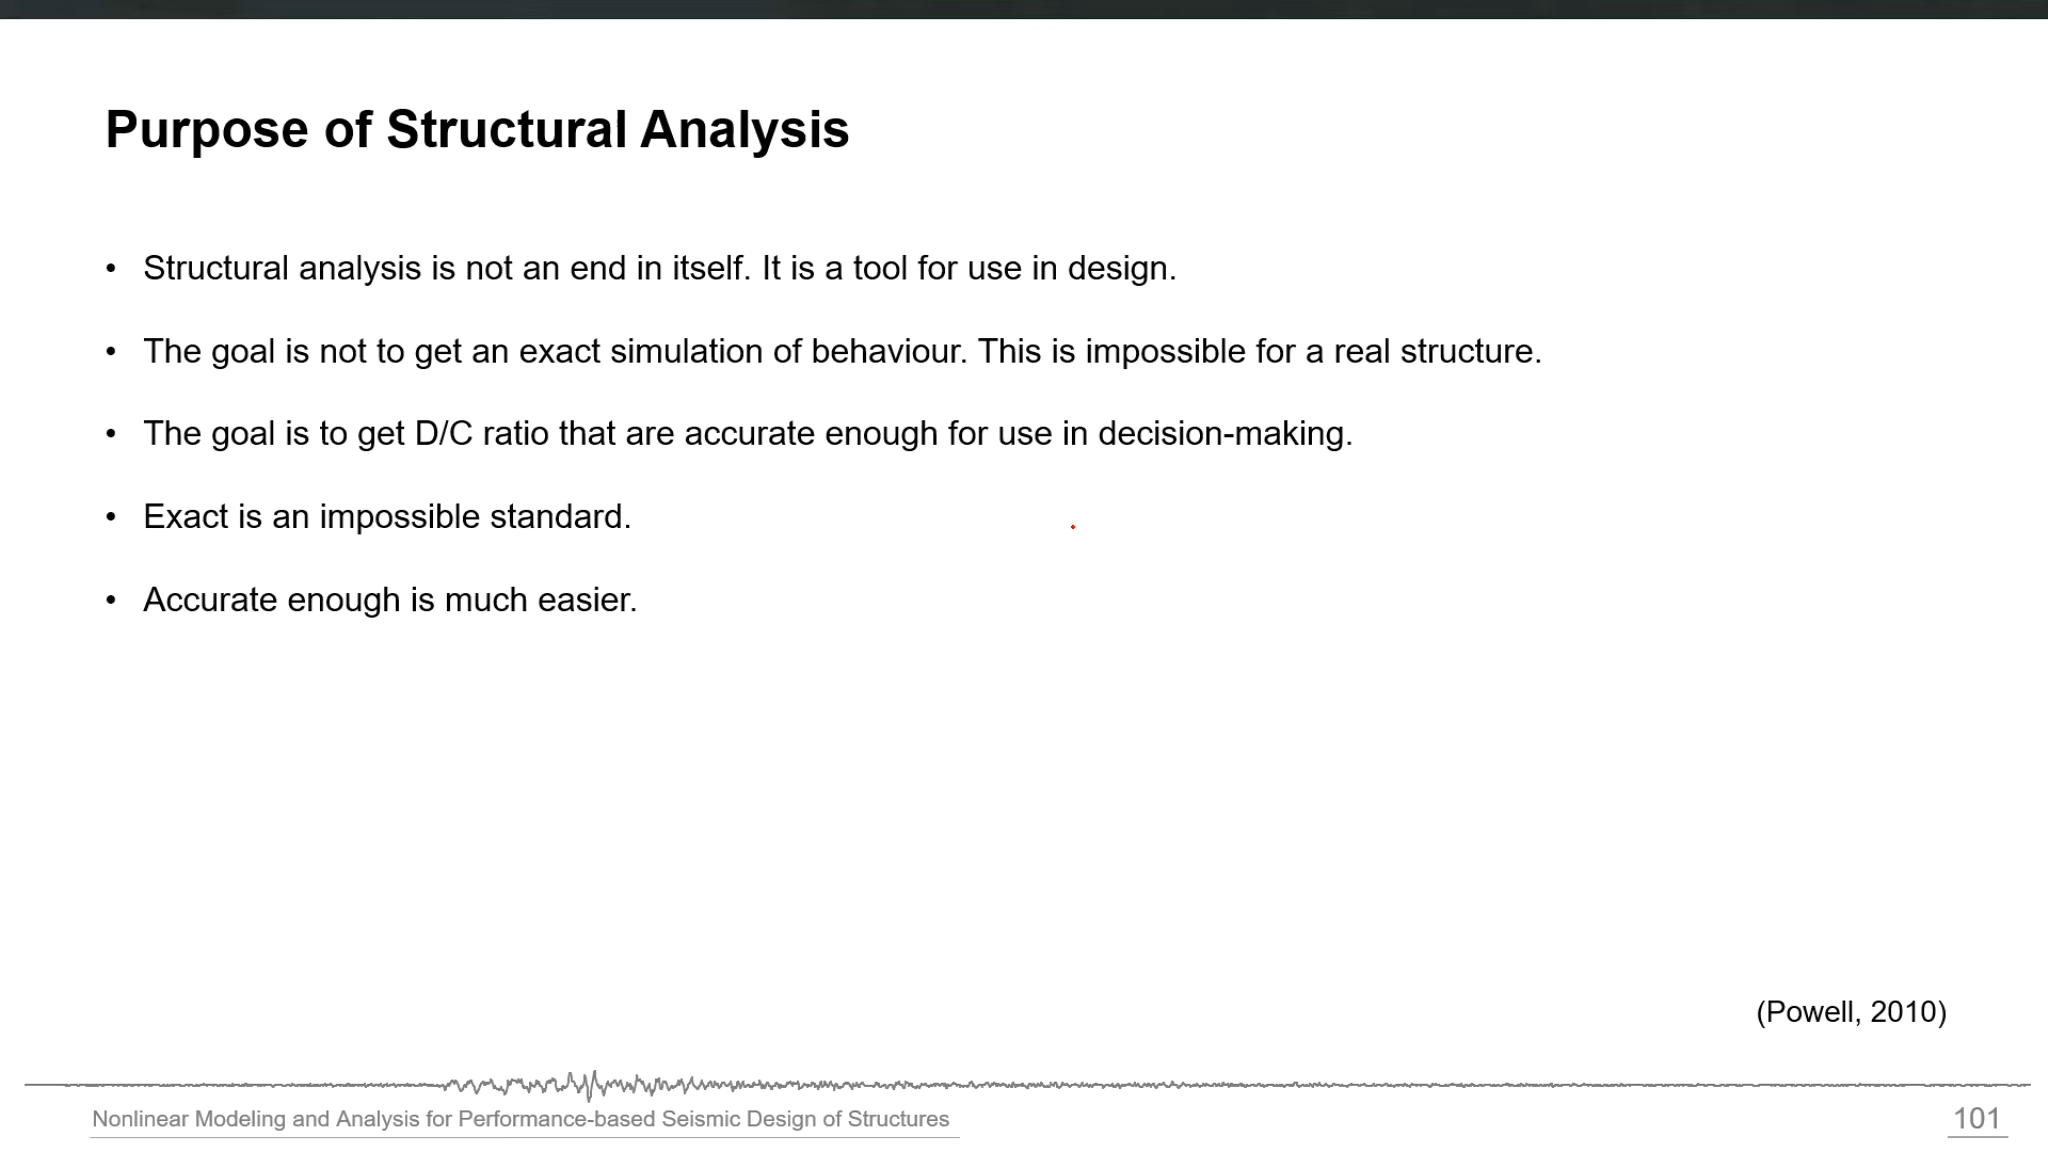 Purpose of Structural Analysis
• Structural analysis is not an end in itself. It is a tool for use in design.
• The goal is not to get an exact simulation of behaviour. This is impossible for a real structure.
• The goal is to get D/C ratio that are accurate enough for use in decision-making.
• Exact is an impossible standard.
• Accurate enough is much easier.
(Powell, 2010)
Nonlinear Modeling and Analysis for Performance-based Seismic Design of Structures
101